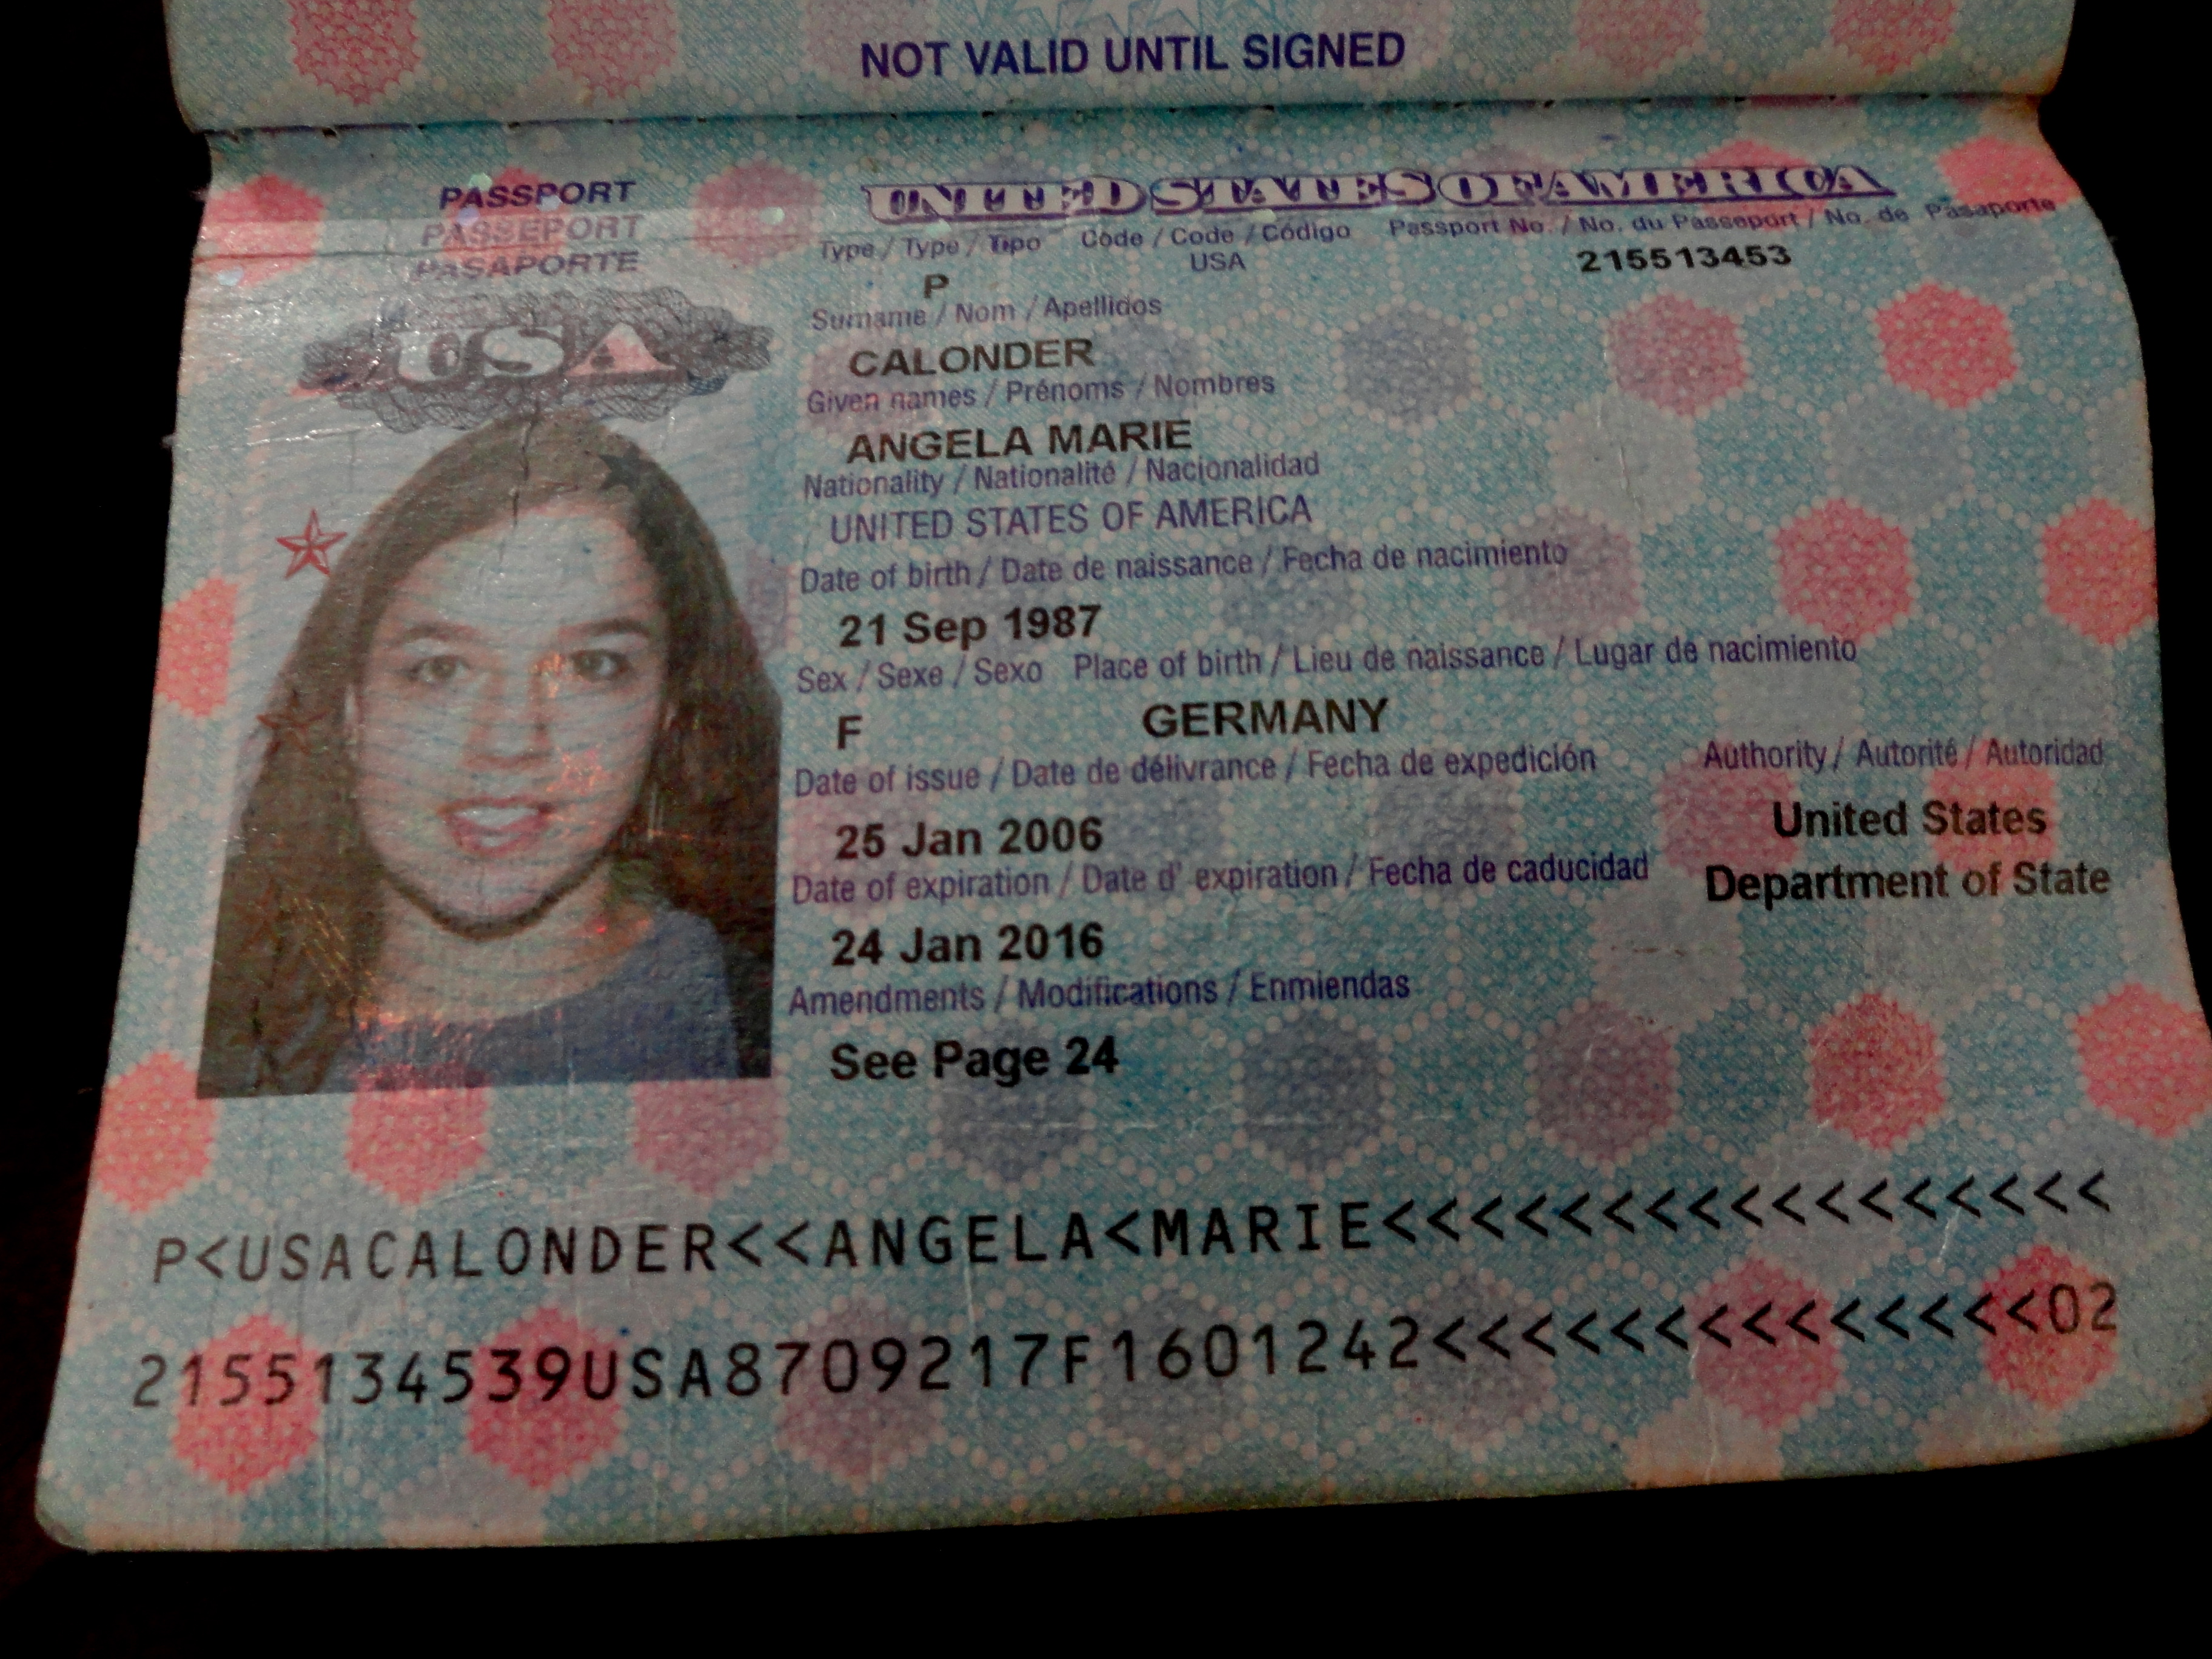 NOT VALID UNTIL SIGNED
PASSPORT
PASSEPORT
PASAPORTE
USA
UNITED STATES OF AMERICA
Type / Type / Tipo Code / Code / Código Passport No. / No. du Passeport / No. de Pasaporte
P USA 215513453
Surname / Nom / Apellidos
CALONDER
Given names / Prénoms / Nombres
ANGELA MARIE
Nationality / Nationalité / Nacionalidad
UNITED STATES OF AMERICA
Date of birth / Date de naissance / Fecha de nacimiento
21 Sep 1987
Sex / Sexe / Sexo Place of birth / Lieu de naissance / Lugar de nacimiento
F GERMANY
Date of issue / Date de délivrance / Fecha de expedición Authority / Autorité / Autoridad
25 Jan 2006 United States
Date of expiration / Date d' expiration / Fecha de caducidad Department of State
24 Jan 2016
Amendments / Modifications / Enmiendas
See Page 24
P<USACALONDER<<ANGELA<MARIE<<<<<<<<<<<<<<<<<
2155134539USA8709217F1601242<<<<<<<<<<<<<<02